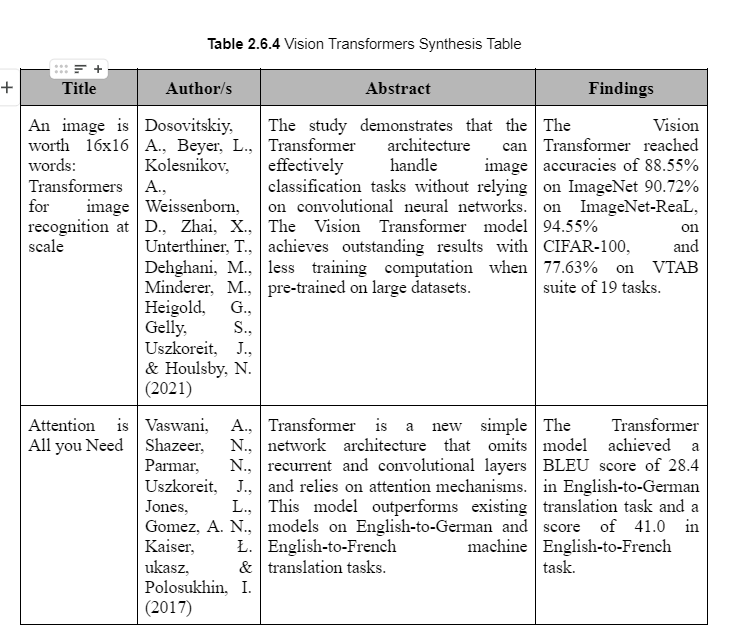 Table 2.6.4 Vision Transformers Synthesis Table
Title
Author/s
Abstract
Findings
An image is
worth 16x16
words:
Transformers
for image
recognition at
scale
Dosovitskiy,
A., Beyer, L.,
Kolesnikov,
A.,
Weissenborn,
D., Zhai, X.,
Unterthiner, T.,
Dehghani, M.,
Minderer, M.,
Heigold, G.,
Gelly, S.,
Uszkoreit, J.,
& Houlsby, N.
(2021)
The study demonstrates that the
Transformer architecture can
effectively handle image
classification tasks without relying
on convolutional neural networks.
The Vision Transformer model
achieves outstanding results with
less training computation when
pre-trained on large datasets.
The Vision
Transformer reached
accuracies of 88.55%
on ImageNet 90.72%
on ImageNet-ReaL,
94.55% on
CIFAR-100, and
77.63% on VTAB
suite of 19 tasks.
Attention is
All you Need
Vaswani, A.,
Shazeer, N.,
Parmar, N.,
Uszkoreit, J.,
Jones, L.,
Gomez, A. N.,
Kaiser, Ł.
ukasz, &
Polosukhin, I.
(2017)
Transformer is a new simple
network architecture that omits
recurrent and convolutional layers
and relies on attention mechanisms.
This model outperforms existing
models on English-to-German and
English-to-French machine
translation tasks.
The Transformer
model achieved a
BLEU score of 28.4
in English-to-German
translation task and a
score of 41.0 in
English-to-French
task.